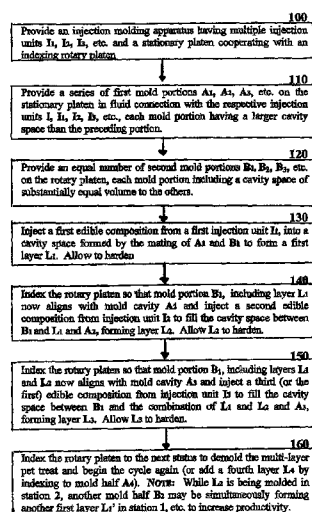 100
Provide an injection molding apparatus having multiple injection
units I₁, I₂, I₃, etc. and a stationary platen cooperating with an
indexing rotary platen.
110
Provide a series of first mold portions A₁, A₂, A₃, etc. on the
stationary platen in fluid connection with the respective injection
units I, I₁, I₂, I₃, etc., each mold portion having a larger cavity
space than the preceding portion.
120
Provide an equal number of second mold portions B₁, B₂, B₃, etc.
on the rotary platen, each mold portion including a cavity space of
substantially equal volume to the others.
130
Inject a first edible composition from a first injection unit I₁, into a
cavity space formed by the mating of A₁ and B₁ to form a first
layer L₁. Allow to harden
140
Index the rotary platen so that mold portion B₁, including layer L₁
now aligns with mold cavity A₂ and inject a second edible
composition from injection unit I₂ to fill the cavity space between
B₁ and L₁ and A₂, forming layer L₂. Allow L₂ to harden.
150
Index the rotary platen so that mold portion B₁, including layers L₁
and L₂ now aligns with mold cavity A₃ and inject a third (or the
first) edible composition from injection unit I₃ to fill the cavity
space between B₁ and the combination of L₁ and L₂ and A₃,
forming layer L₃. Allow L₃ to harden.
160
Index the rotary platen to the next status to demold the multi-layer
pet treat and begin the cycle again (or add a fourth layer L₄ by
indexing to mold half A₄). NOTE: While L₂ is being molded in
station 2, another mold half B₂ may be simultaneously forming
another first layer L₁' in station 1, etc. to increase productivity.